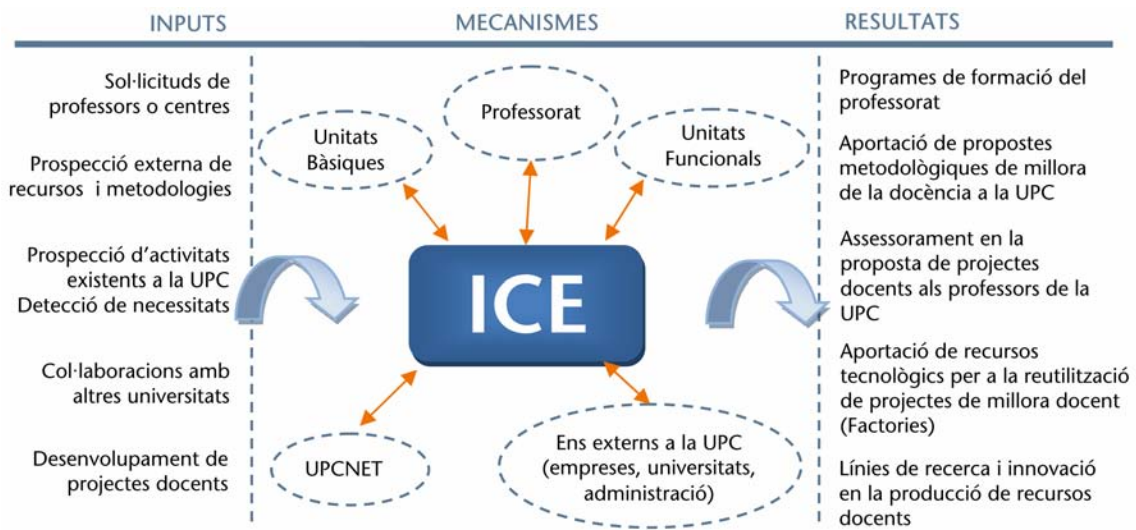 INPUTS
MECANISMES
RESULTATS
Sol·licituds de
professors o centres
Prospecció externa de
recursos i metodologies
Prospecció d'activitats
existents a la UPC
Detecció de necessitats
Col·laboracions amb
altres universitats
Desenvolupament de
projectes docents
Unitats
Bàsiques
Professorat
Unitats
Funcionals
ICE
UPCNET
Ens externs a la UPC
(empreses, universitats,
administració)
Programes de formació del
professorat
Aportació de propostes
metodològiques de millora
de la docència a la UPC
Assessorament en la
proposta de projectes
docents als professors de la
UPC
Aportació de recursos
tecnològics per a la reutilització
de projectes de millora docent
(Factories)
Línies de recerca i innovació
en la producció de recursos
docents